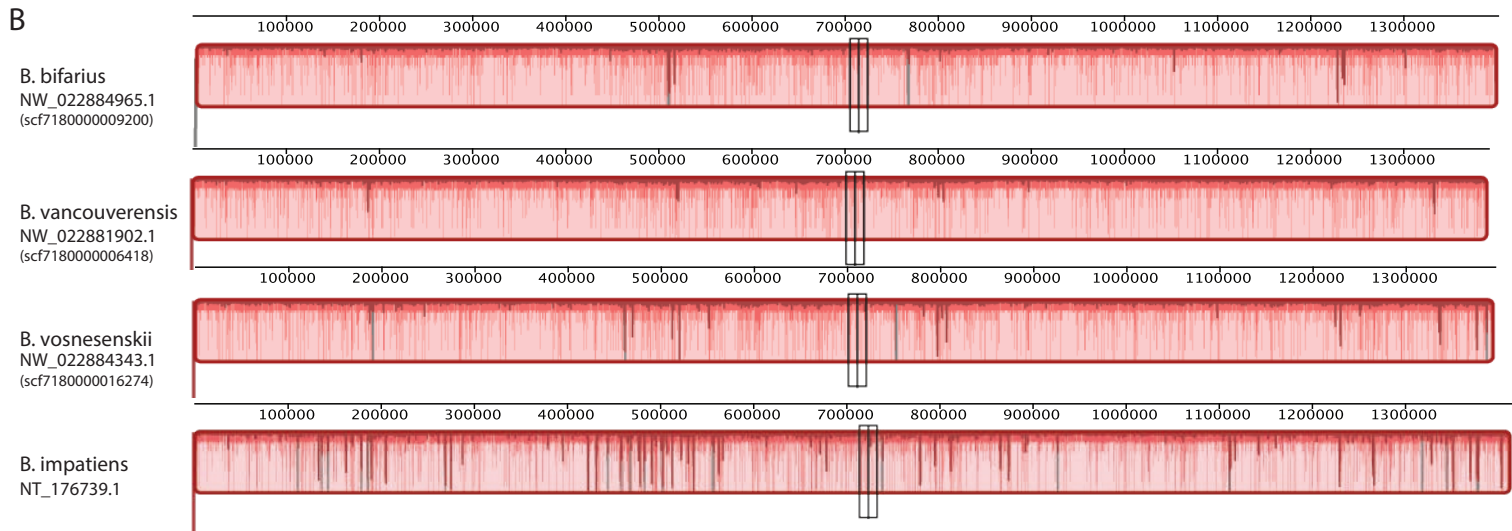 B
100000 200000 300000 400000 500000 600000 700000 800000 900000 1000000 1100000 1200000 1300000
B. bifarius
NW_022884965.1
(scf7180000009200)
100000 200000 300000 400000 500000 600000 700000 800000 900000 1000000 1100000 1200000 1300000
B. vancouverensis
NW_022881902.1
(scf7180000006418)
100000 200000 300000 400000 500000 600000 700000 800000 900000 1000000 1100000 1200000 1300000
B. vosnesenskii
NW_022884343.1
(scf7180000016274)
100000 200000 300000 400000 500000 600000 700000 800000 900000 1000000 1100000 1200000 1300000
B. impatiens
NT_176739.1